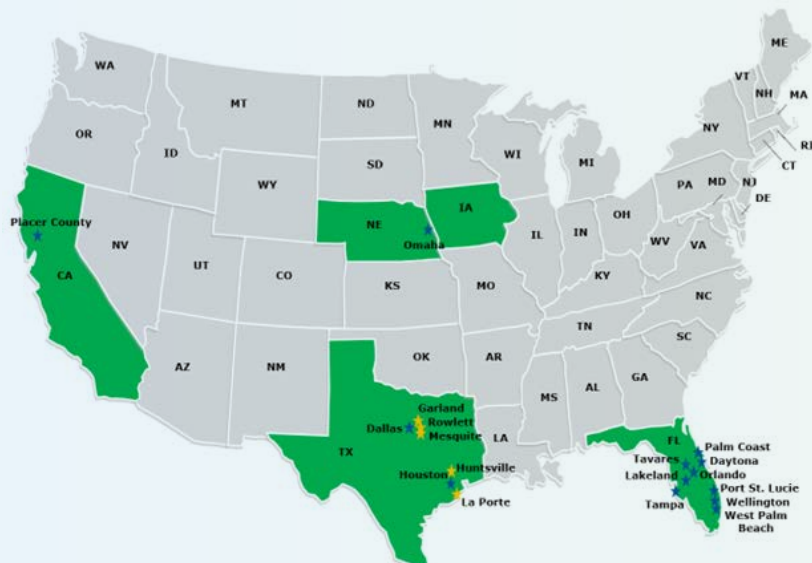 WA
MT
ND
MN
ME
VT
NH
MA
OR
ID
SD
WI
MI
NY
RI
CT
WY
PA
MD
NJ
DE
Placer County
NE
IA
Omaha
NV
UT
CO
IL
IN
OH
WV
VA
CA
KS
MO
KY
NC
TN
SC
AZ
NM
OK
AR
MS
AL
GA
LA
Garland
Rowlett
Dallas
Mesquite
TX
Huntsville
Houston
La Porte
FL
Palm Coast
Tavares
Daytona
Orlando
Lakeland
Port St. Lucie
Tampa
Wellington
West Palm
Beach